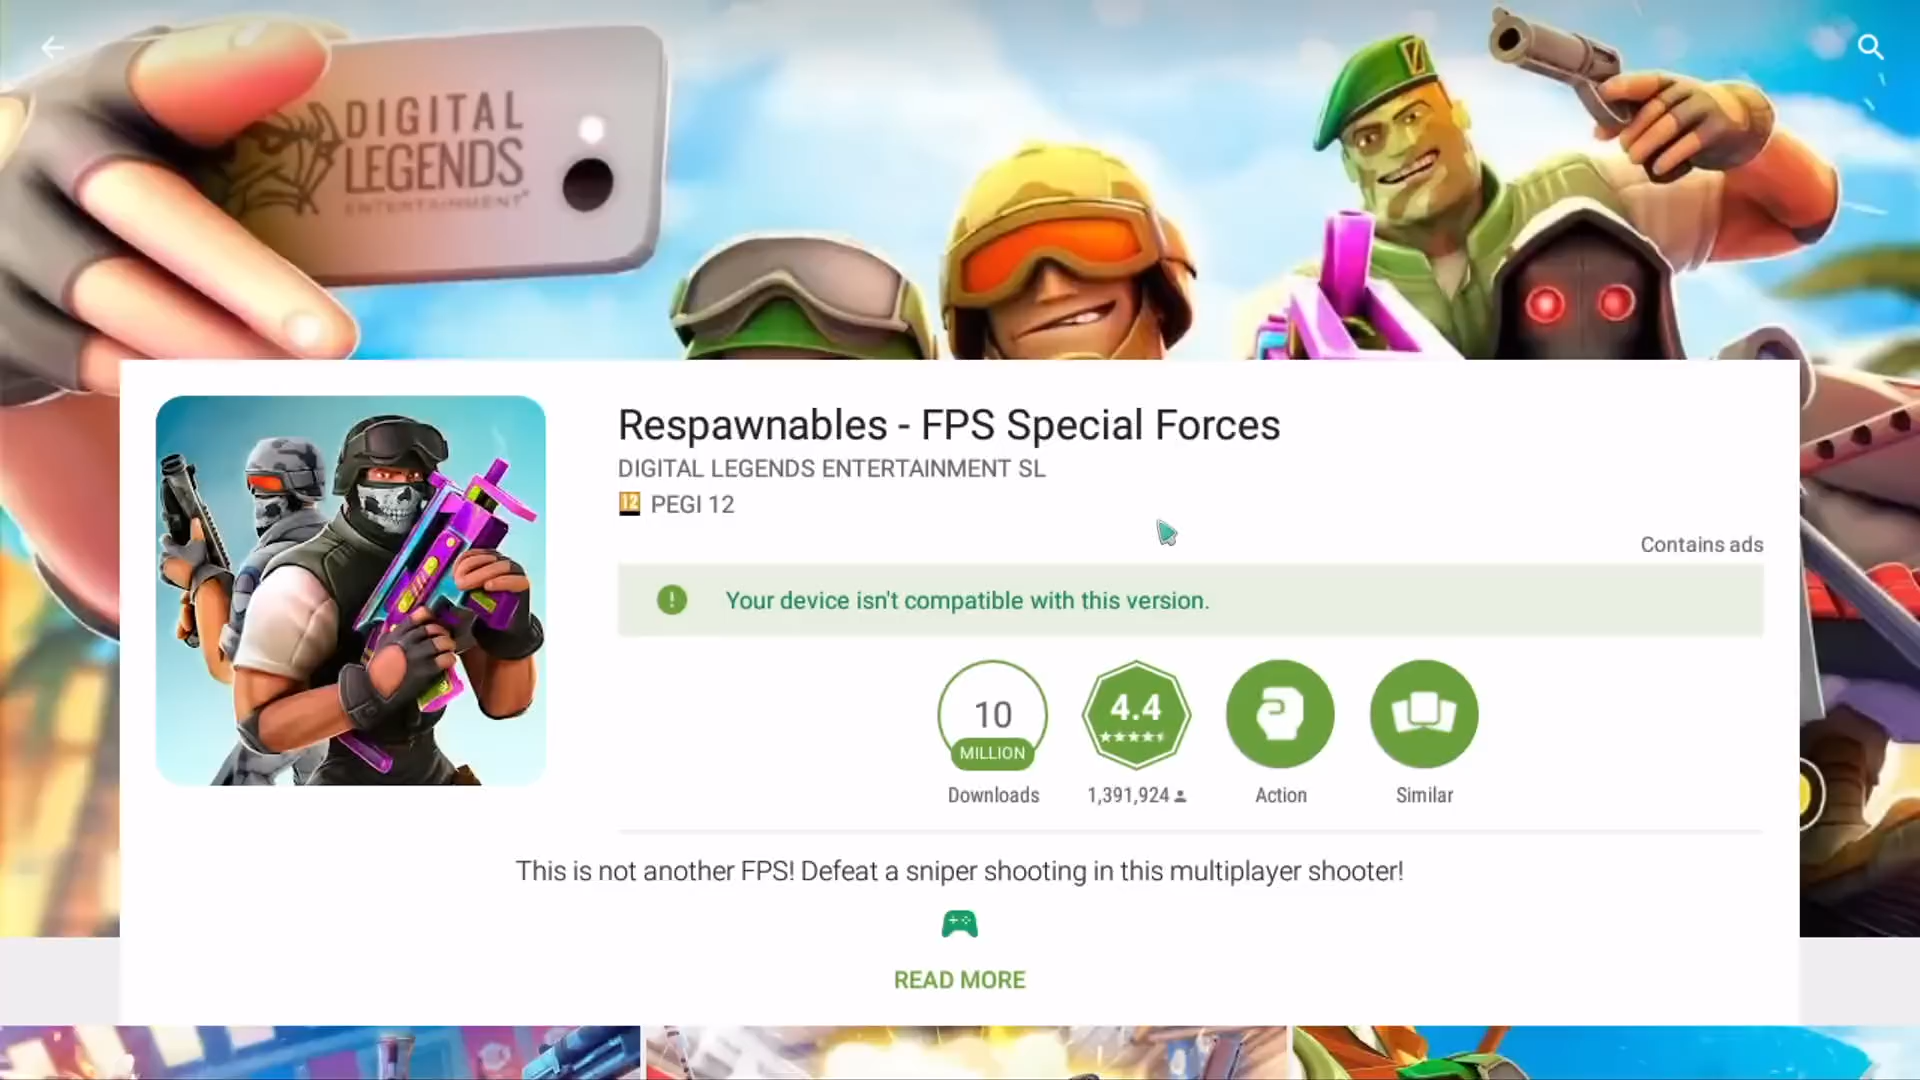 DIGITAL
LEGENDS
ENTERTAINMENT
Respawnables - FPS Special Forces
DIGITAL LEGENDS ENTERTAINMENT SL
12 PEGI 12
Contains ads
! Your device isn't compatible with this version.
10
MILLION
Downloads
4.4
1,391,924
Action
Similar
This is not another FPS! Defeat a sniper shooting in this multiplayer shooter!
READ MORE